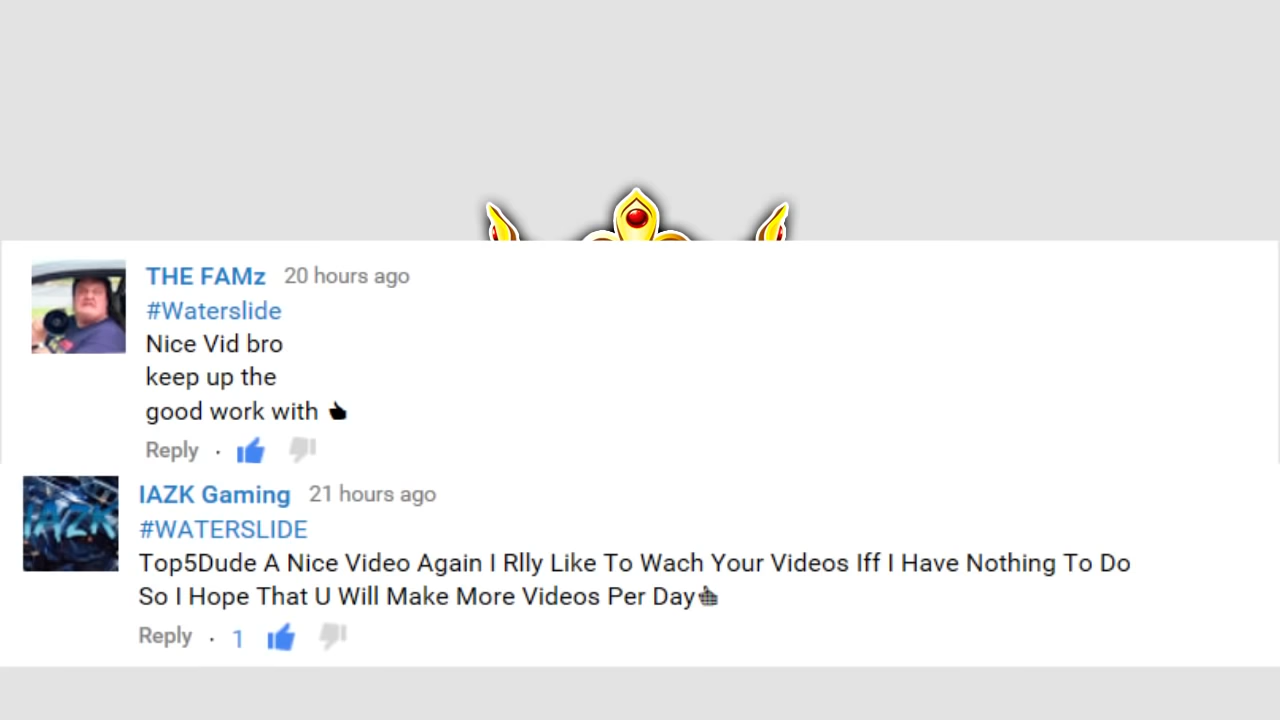 THE FAMz 20 hours ago
#Waterslide
Nice Vid bro
keep up the
good work with
Reply ·
IAZK
IAZK Gaming 21 hours ago
#WATERSLIDE
Top5Dude A Nice Video Again I Rlly Like To Wach Your Videos Iff I Have Nothing To Do
So I Hope That U Will Make More Videos Per Day
Reply · 1